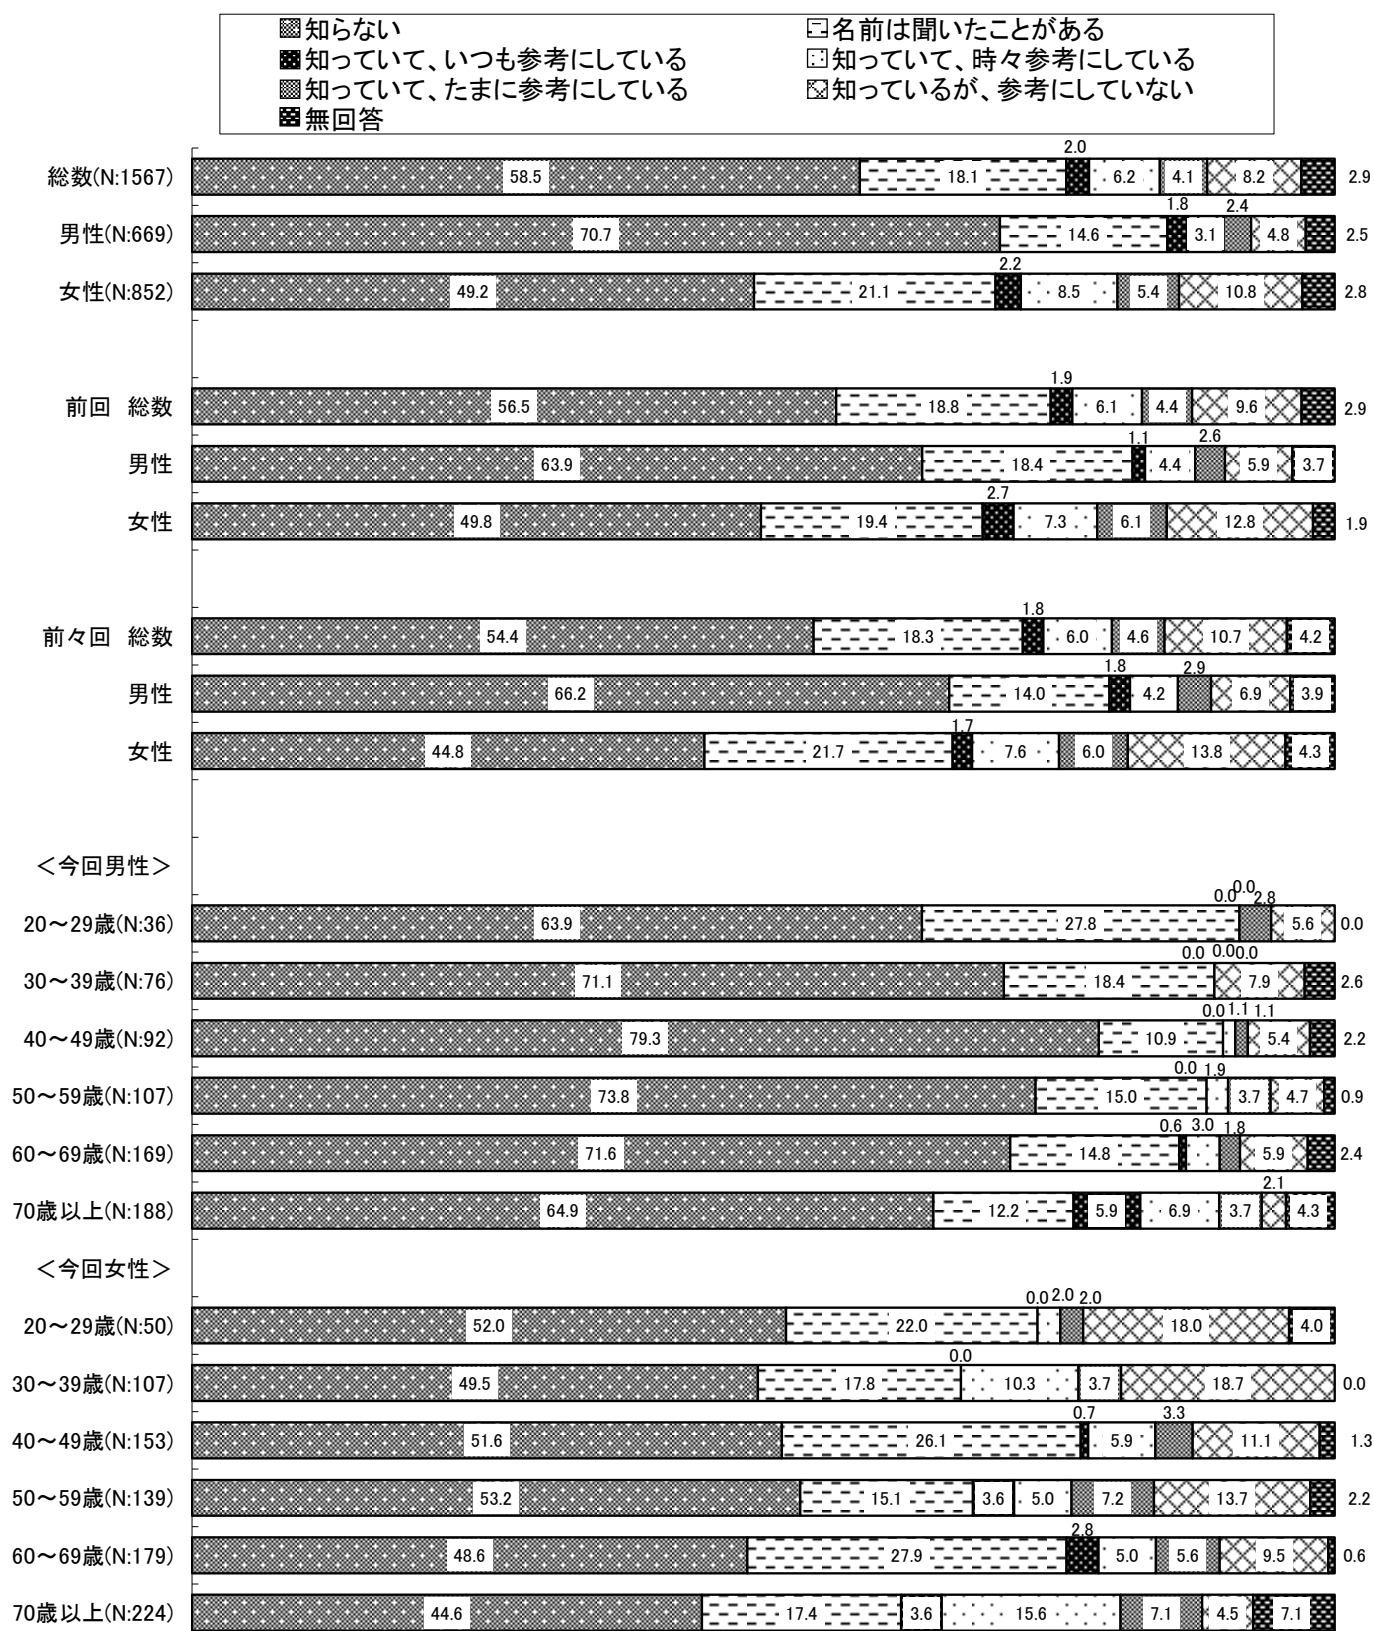 知らない 名前は聞いたことがある
知っていて、いつも参考にしている 知っていて、時々参考にしている
知っていて、たまに参考にしている 知っているが、参考にしていない
無回答
2.0
総数(N:1567) 58.5 18.1 6.2 4.1 8.2 2.9
1.8 2.4
男性(N:669) 70.7 14.6 3.1 4.8 2.5
2.2
女性(N:852) 49.2 21.1 8.5 5.4 10.8 2.8
1.9
前回 総数 56.5 18.8 6.1 4.4 9.6 2.9
1.1 2.6
男性 63.9 18.4 4.4 5.9 3.7
2.7
女性 49.8 19.4 7.3 6.1 12.8 1.9
1.8
前々回 総数 54.4 18.3 6.0 4.6 10.7 4.2
1.8 2.9
男性 66.2 14.0 4.2 6.9 3.9
1.7
女性 44.8 21.7 7.6 6.0 13.8 4.3
＜今回男性＞
0.0 0.0 2.8
20～29歳(N:36) 63.9 27.8 5.6 0.0
0.0 0.0 0.0
30～39歳(N:76) 71.1 18.4 7.9 2.6
0.0 1.1 1.1
40～49歳(N:92) 79.3 10.9 5.4 2.2
0.0 1.9
50～59歳(N:107) 73.8 15.0 3.7 4.7 0.9
0.6 3.0 1.8
60～69歳(N:169) 71.6 14.8 5.9 2.4
2.1
70歳以上(N:188) 64.9 12.2 5.9 6.9 3.7 4.3
＜今回女性＞
0.0 2.0 2.0
20～29歳(N:50) 52.0 22.0 18.0 4.0
0.0
30～39歳(N:107) 49.5 17.8 10.3 3.7 18.7 0.0
0.7 3.3
40～49歳(N:153) 51.6 26.1 5.9 11.1 1.3
50～59歳(N:139) 53.2 15.1 3.6 5.0 7.2 13.7 2.2
2.8
60～69歳(N:179) 48.6 27.9 5.0 5.6 9.5 0.6
70歳以上(N:224) 44.6 17.4 3.6 15.6 7.1 4.5 7.1